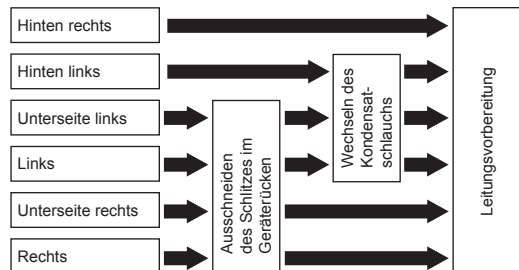 Hinten rechts
Hinten links
Unterseite links
Links
Unterseite rechts
Rechts
Ausschneiden
des Schlitzes im
Geräterücken
Wechseln des
Kondensat-
schlauchs
Leitungsvorbereitung